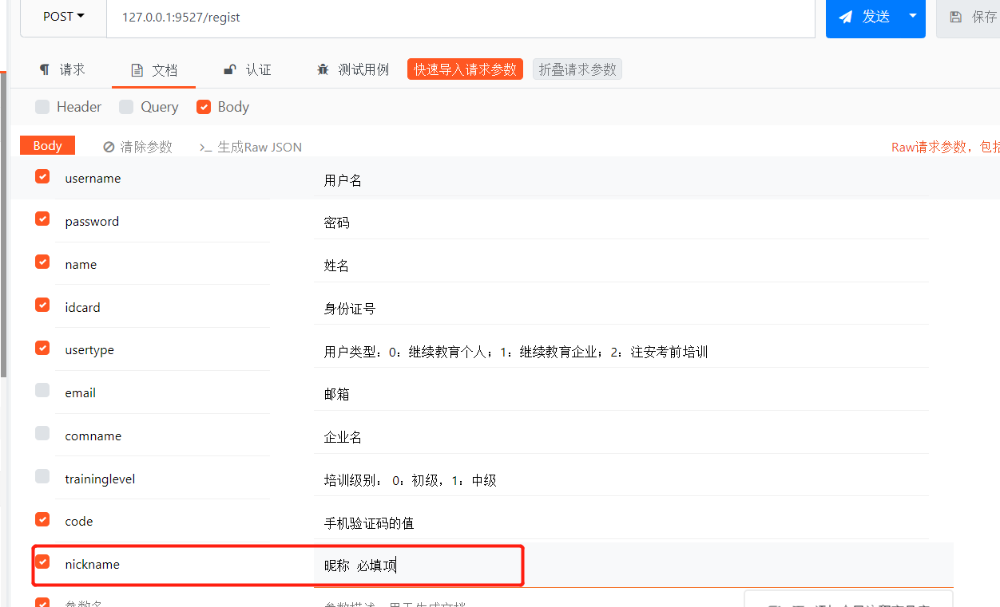 POST 127.0.0.1:9527/regist 发送 保存
请求 文档 认证 测试用例 快速导入请求参数 折叠请求参数
Header Query Body
Body 清除参数 生成Raw JSON Raw请求参数，包括
username 用户名
password 密码
name 姓名
idcard 身份证号
usertype 用户类型：0：继续教育个人；1：继续教育企业；2：注安考前培训
email 邮箱
comname 企业名
traininglevel 培训级别： 0：初级，1：中级
code 手机验证码的值
nickname 昵称 必填项
参数名 参数描述，用于生成文档